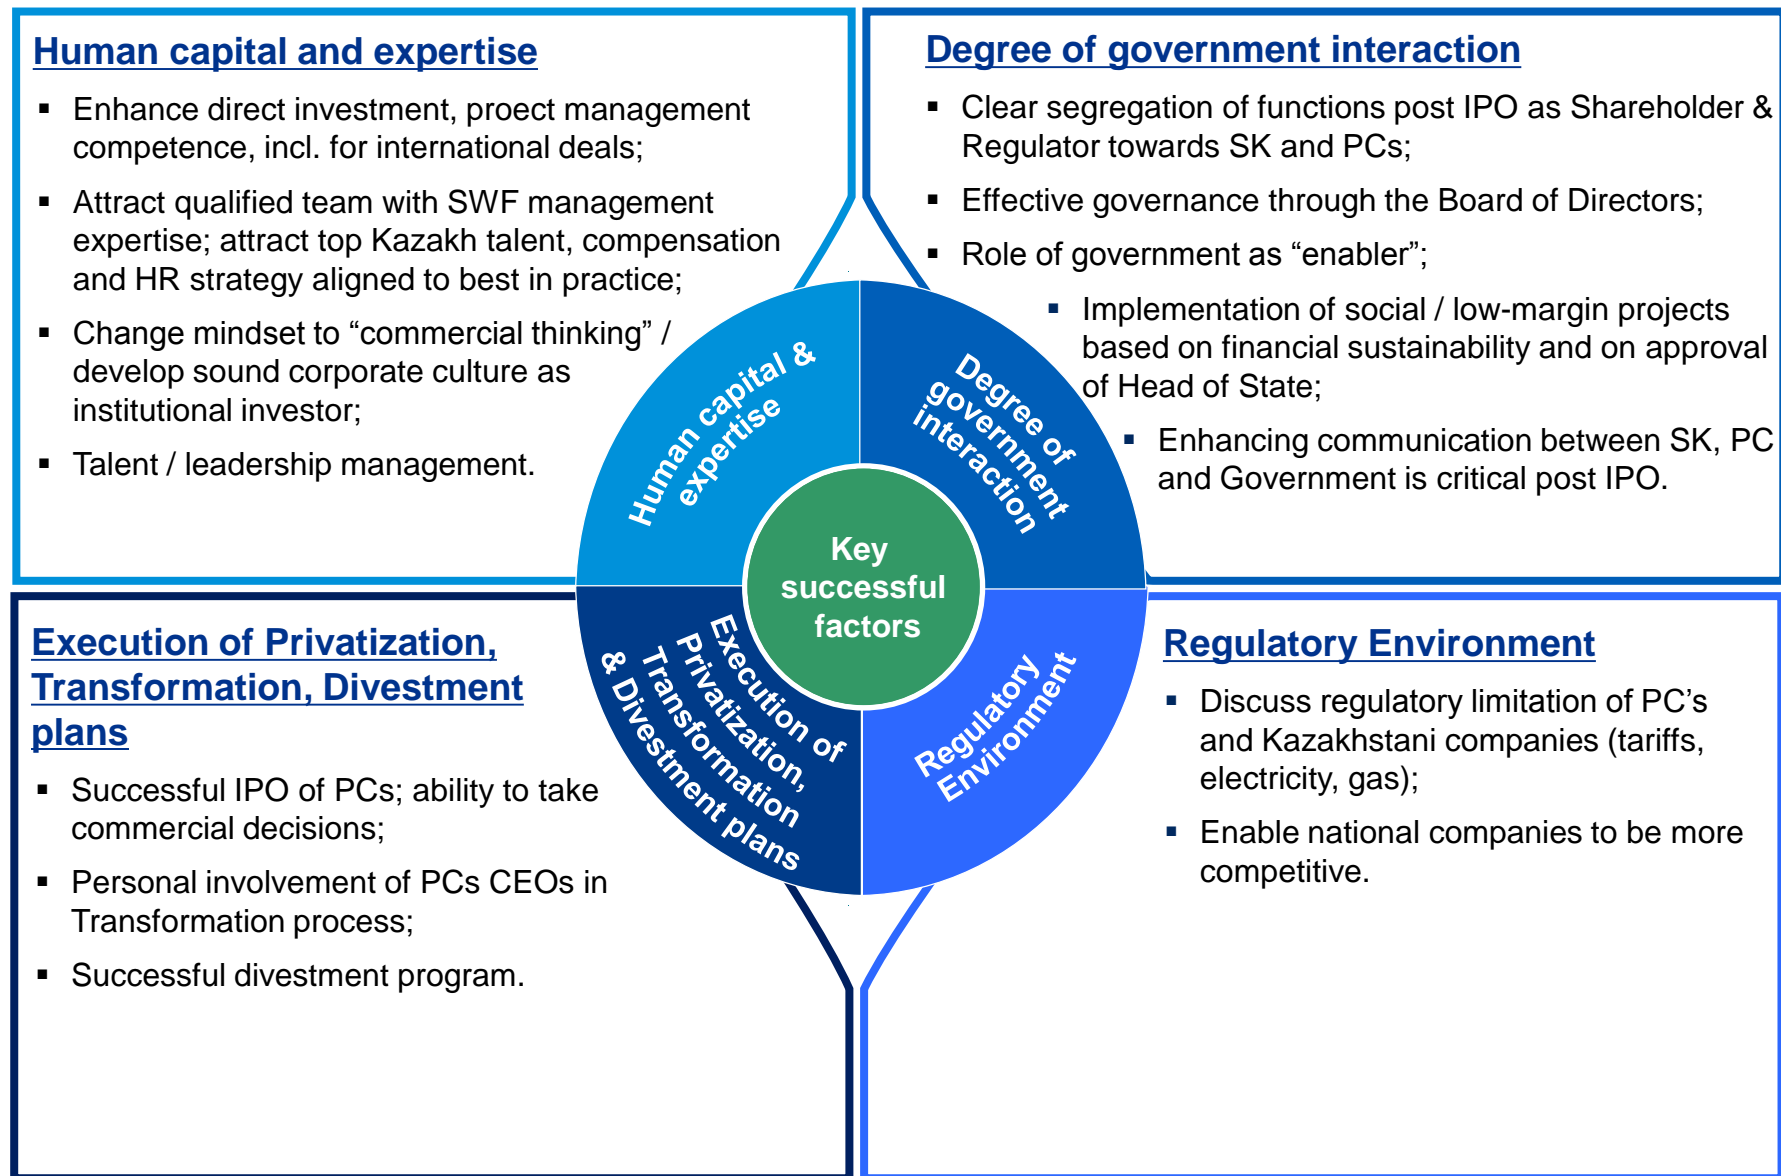 Human capital and expertise
▪ Enhance direct investment, proect management
competence, incl. for international deals;
▪ Attract qualified team with SWF management
expertise; attract top Kazakh talent, compensation
and HR strategy aligned to best in practice;
▪ Change mindset to “commercial thinking” /
develop sound corporate culture as
institutional investor;
▪ Talent / leadership management.
Degree of government interaction
▪ Clear segregation of functions post IPO as Shareholder &
Regulator towards SK and PCs;
▪ Effective governance through the Board of Directors;
▪ Role of government as “enabler”;
▪ Implementation of social / low-margin projects
based on financial sustainability and on approval
of Head of State;
▪ Enhancing communication between SK, PC
and Government is critical post IPO.
Human capital &
expertise
Degree of
government
interaction
Key
successful
factors
Execution of
Privatization,
Transformation
& Divestment plans
Regulatory
Environment
Execution of Privatization,
Transformation, Divestment
plans
▪ Successful IPO of PCs; ability to take
commercial decisions;
▪ Personal involvement of PCs CEOs in
Transformation process;
▪ Successful divestment program.
Regulatory Environment
▪ Discuss regulatory limitation of PC’s
and Kazakhstani companies (tariffs,
electricity, gas);
▪ Enable national companies to be more
competitive.